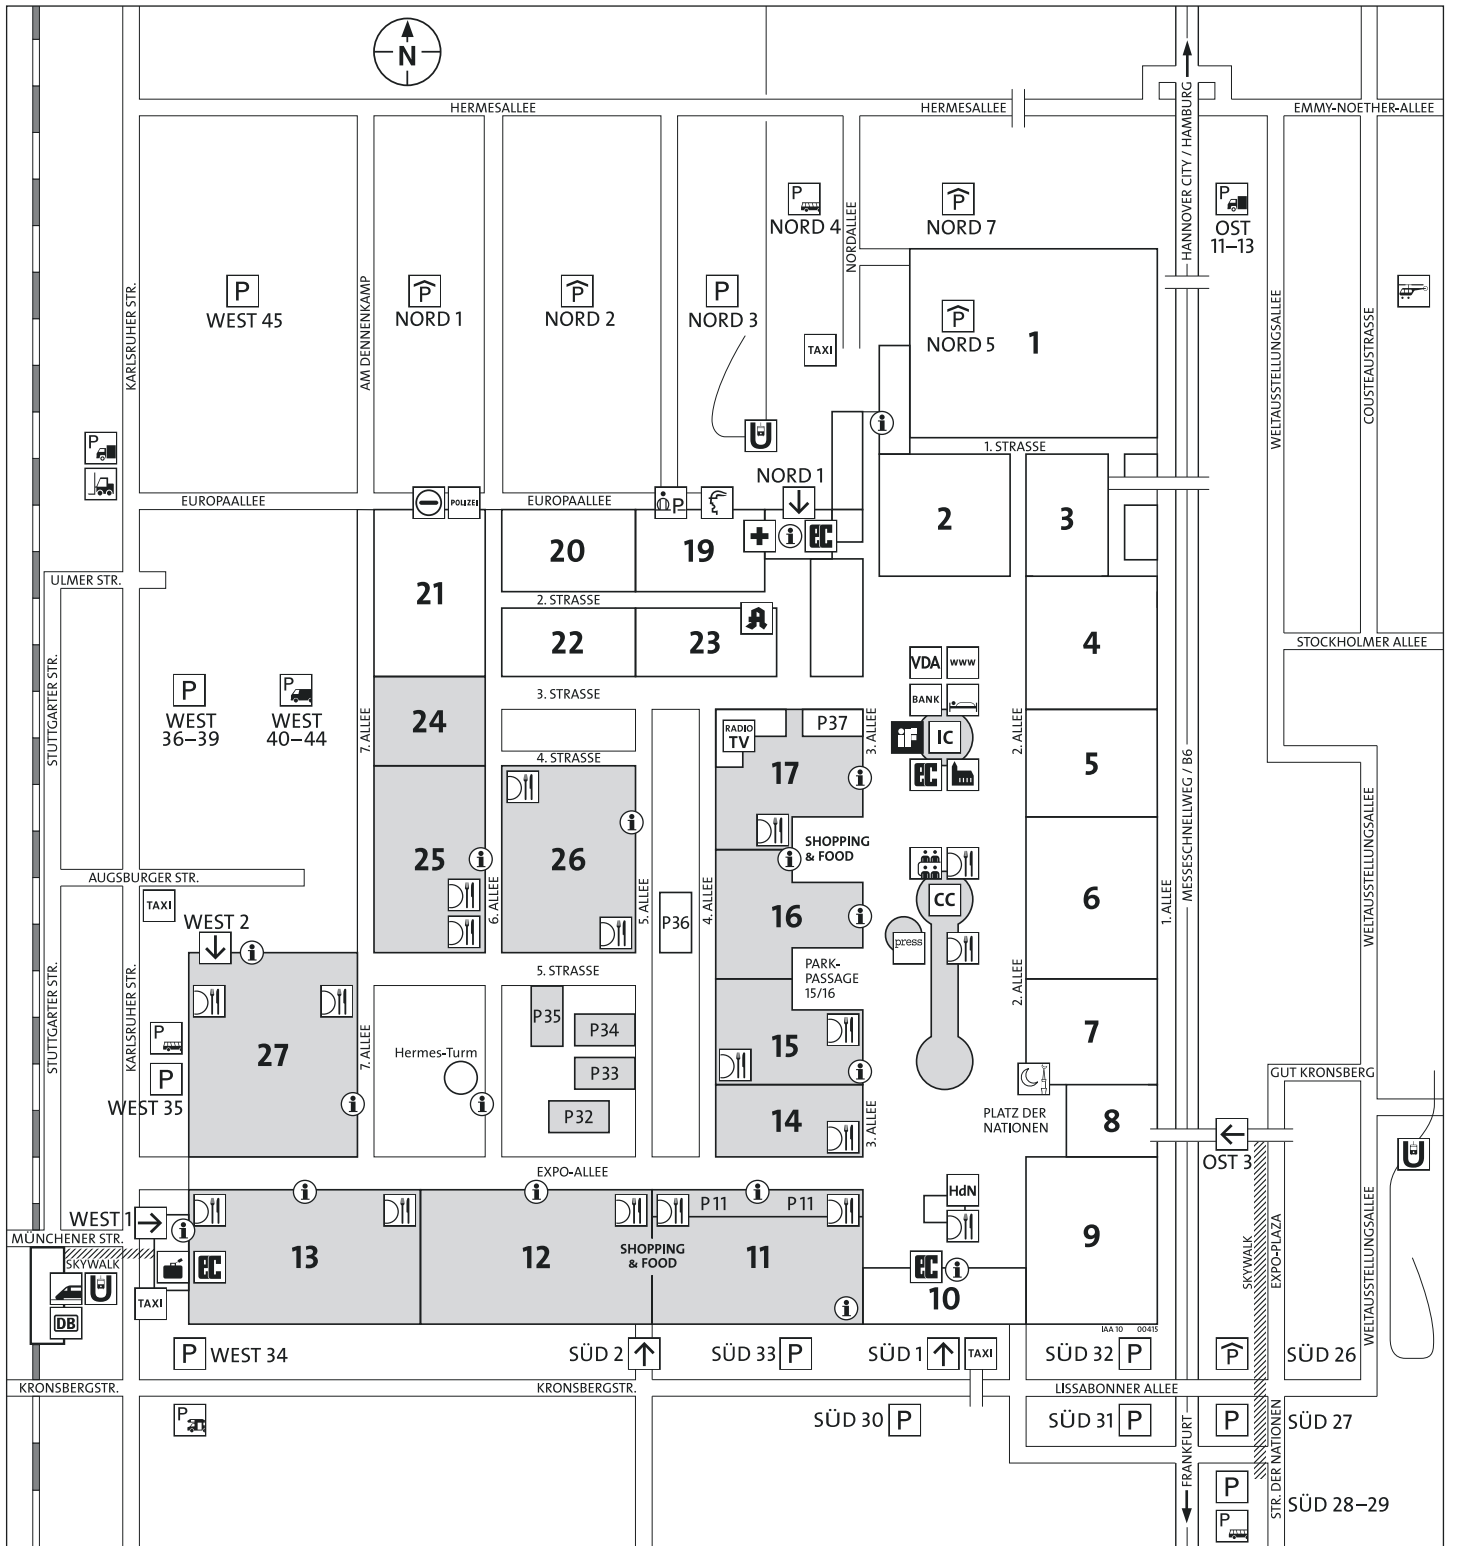 N
HERMESALLEE
HERMESALLEE
EMMY-NOETHER-ALLEE
HANNOVER CITY / HAMBURG
P
NORD 4
NORDALLEE
P
NORD 7
P
OST
11–13
KARLSRUHER STR.
P
WEST 45
AM DENNENKAMP
P
NORD 1
P
NORD 2
P
NORD 3
TAXI
P
NORD 5
1
WELTAUSSTELLUNGSALLEE
COUSTEAUSTRASSE
U
i
1. STRASSE
P
EUROPAALLEE
POLIZEI
EUROPAALLEE
P
NORD 1
i
eC
2
3
20
19
21
ULMER STR.
2. STRASSE
22
23
A
4
STOCKHOLMER ALLEE
VDA
www
BANK
STUTTGARTER STR.
P
WEST
36–39
P
WEST
40–44
3. STRASSE
7. ALLEE
24
RADIO
TV
P37
3. ALLEE
iF
IC
2. ALLEE
4. STRASSE
17
i
eC
5
MESSESCHNELLWEG / B6
i
SHOPPING
& FOOD
25
i
26
i
6. ALLEE
5. ALLEE
4. ALLEE
AUGSBURGER STR.
TAXI
P36
16
i
CC
6
1. ALLEE
WELTAUSSTELLUNGSALLEE
WEST 2
i
press
5. STRASSE
PARK-
PASSAGE
15/16
2. ALLEE
STUTTGARTER STR.
KARLSRUHER STR.
P
P
WEST 35
27
7. ALLEE
i
Hermes-Turm
i
P35
P34
P33
P32
15
i
7
GUT KRONSBERG
14
3. ALLEE
PLATZ DER
NATIONEN
8
OST 3
U
EXPO-ALLEE
WEST 1
i
i
i
i
P 11
P 11
HdN
MÜNCHENER STR.
SKYWALK
U
DB
TAXI
eC
13
12
SHOPPING
& FOOD
11
i
eC
i
10
9
SKYWALK
EXPO-PLAZA
WELTAUSSTELLUNGSALLEE
IAA 10 00415
P
WEST 34
SÜD 2
SÜD 33
P
SÜD 1
TAXI
SÜD 32
P
P
SÜD 26
KRONSBERGSTR.
KRONSBERGSTR.
LISSABONNER ALLEE
P
SÜD 30
P
SÜD 31
P
P
SÜD 27
FRANKFURT
STR. DER NATIONEN
P
SÜD 28–29
P